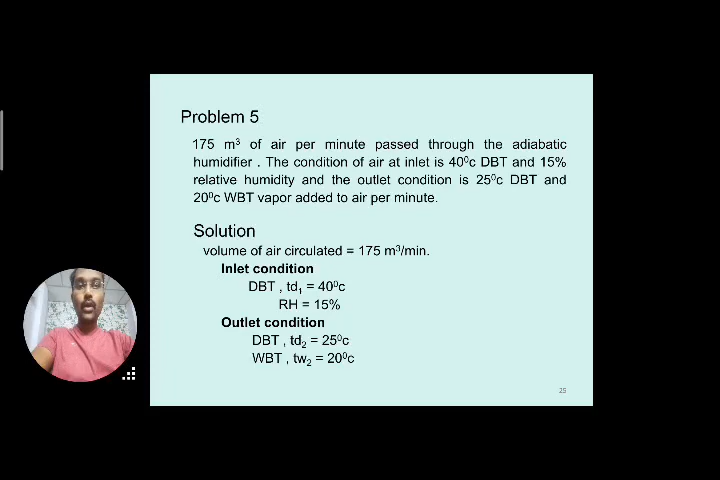 Problem 5
175 m³ of air per minute passed through the adiabatic
humidifier . The condition of air at inlet is 40⁰c DBT and 15%
relative humidity and the outlet condition is 25⁰c DBT and
20⁰c WBT vapor added to air per minute.
Solution
volume of air circulated = 175 m³/min.
Inlet condition
DBT , td₁ = 40⁰c
RH = 15%
Outlet condition
DBT , td₂ = 25⁰c
WBT , tw₂ = 20⁰c
25